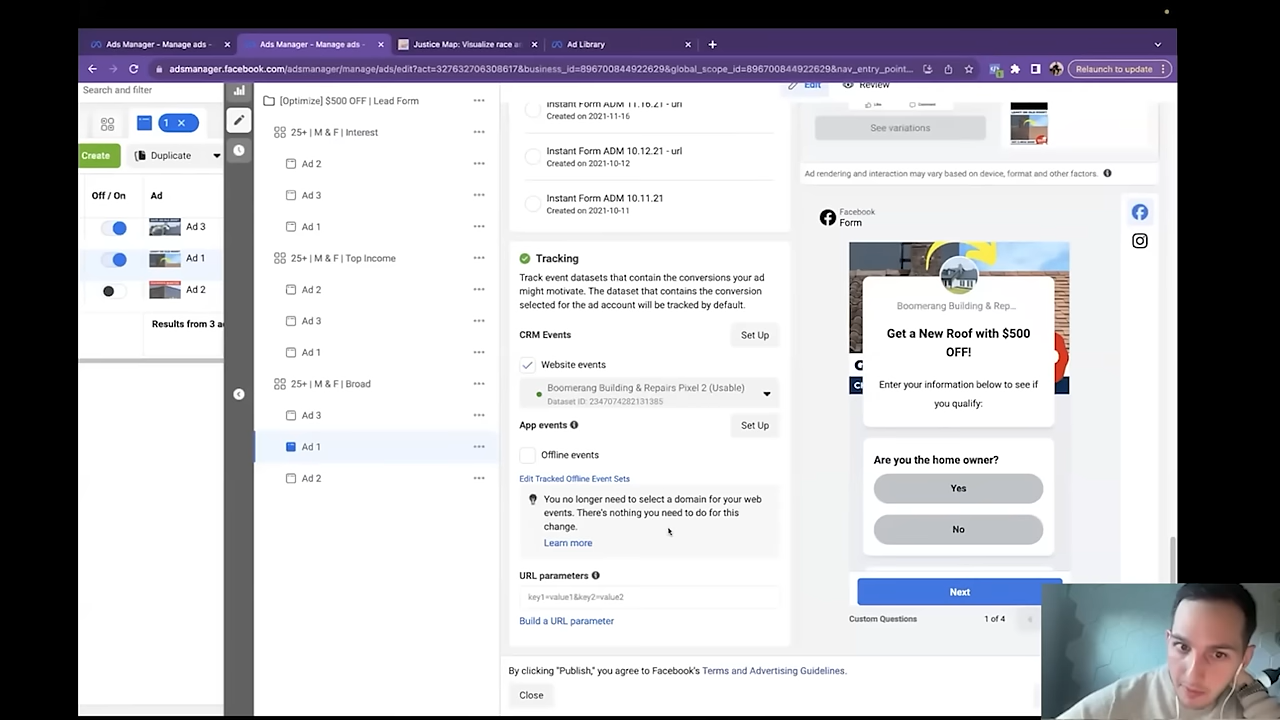 Ads Manager - Manage ads -
Ads Manager - Manage ads -
Justice Map: Visualize race as
Ad Library
adsmanager.facebook.com/adsmanager/manage/ads/edit?act=327632706308617&business_id=896700844922629&global_scope_id=896700844922629&nav_entry_point...
Relaunch to update
Search and filter
1
Create
Duplicate
Off / On
Ad
Ad 3
Ad 1
Ad 2
Results from 3 a
[Optimize] $500 OFF | Lead Form
25+ | M & F | Interest
Ad 2
Ad 3
Ad 1
25+ | M & F | Top Income
Ad 2
Ad 3
Ad 1
25+ | M & F | Broad
Ad 3
Ad 1
Ad 2
Edit
Review
Instant Form ADM 11.16.21 - url
Created on 2021-11-16
Instant Form ADM 10.12.21 - url
Created on 2021-10-12
Instant Form ADM 10.11.21
Created on 2021-10-11
Tracking
Track event datasets that contain the conversions your ad
might motivate. The dataset that contains the conversion
selected for the ad account will be tracked by default.
CRM Events
Set Up
Website events
Boomerang Building & Repairs Pixel 2 (Usable)
Dataset ID: 2347074282131385
App events
Set Up
Offline events
Edit Tracked Offline Event Sets
You no longer need to select a domain for your web
events. There's nothing you need to do for this
change.
Learn more
URL parameters
key1=value1&key2=value2
Build a URL parameter
By clicking "Publish," you agree to Facebook's Terms and Advertising Guidelines.
Close
Like
Comment
See variations
Ad rendering and interaction may vary based on device, format and other factors.
Facebook
Form
Boomerang Building & Rep...
Get a New Roof with $500
OFF!
Enter your information below to see if
you qualify:
Are you the home owner?
Yes
No
Next
Custom Questions
1 of 4